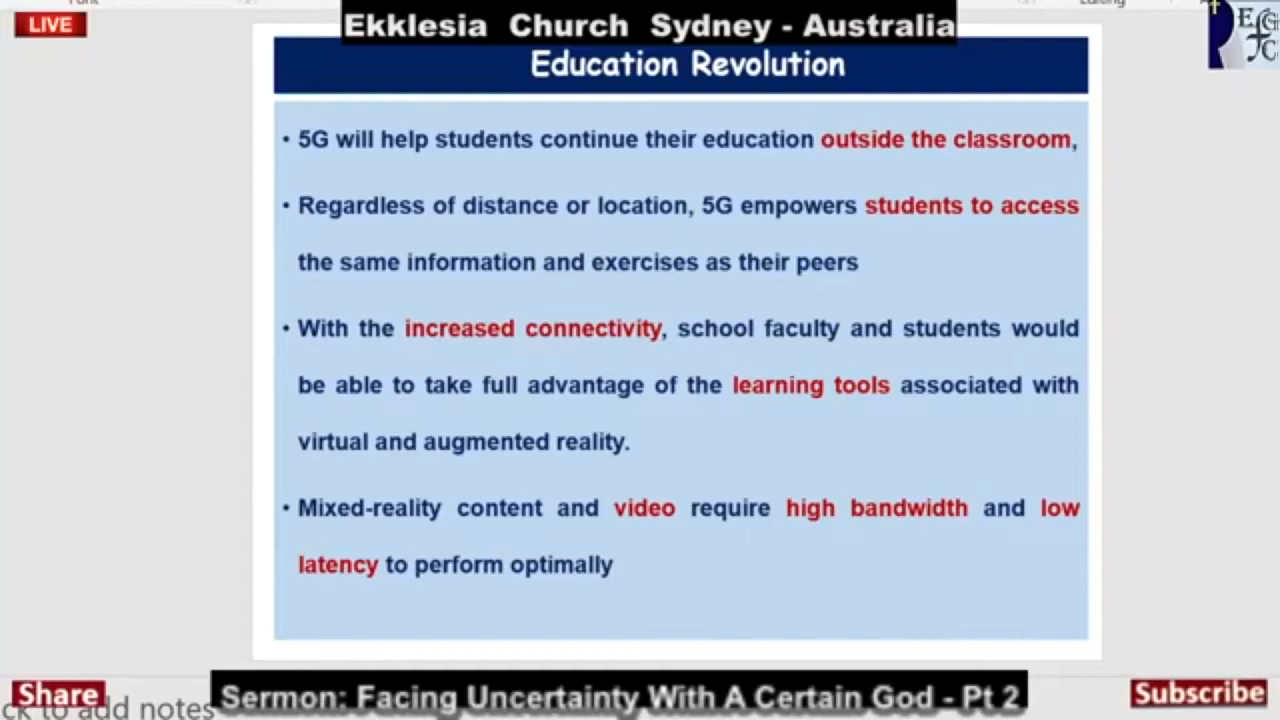 LIVE
Ekklesia Church Sydney - Australia
Education Revolution
• 5G will help students continue their education outside the classroom,
• Regardless of distance or location, 5G empowers students to access
the same information and exercises as their peers
• With the increased connectivity, school faculty and students would
be able to take full advantage of the learning tools associated with
virtual and augmented reality.
• Mixed-reality content and video require high bandwidth and low
latency to perform optimally
Share
to add notes
Sermon: Facing Uncertainty With A Certain God - Pt 2
Subscribe